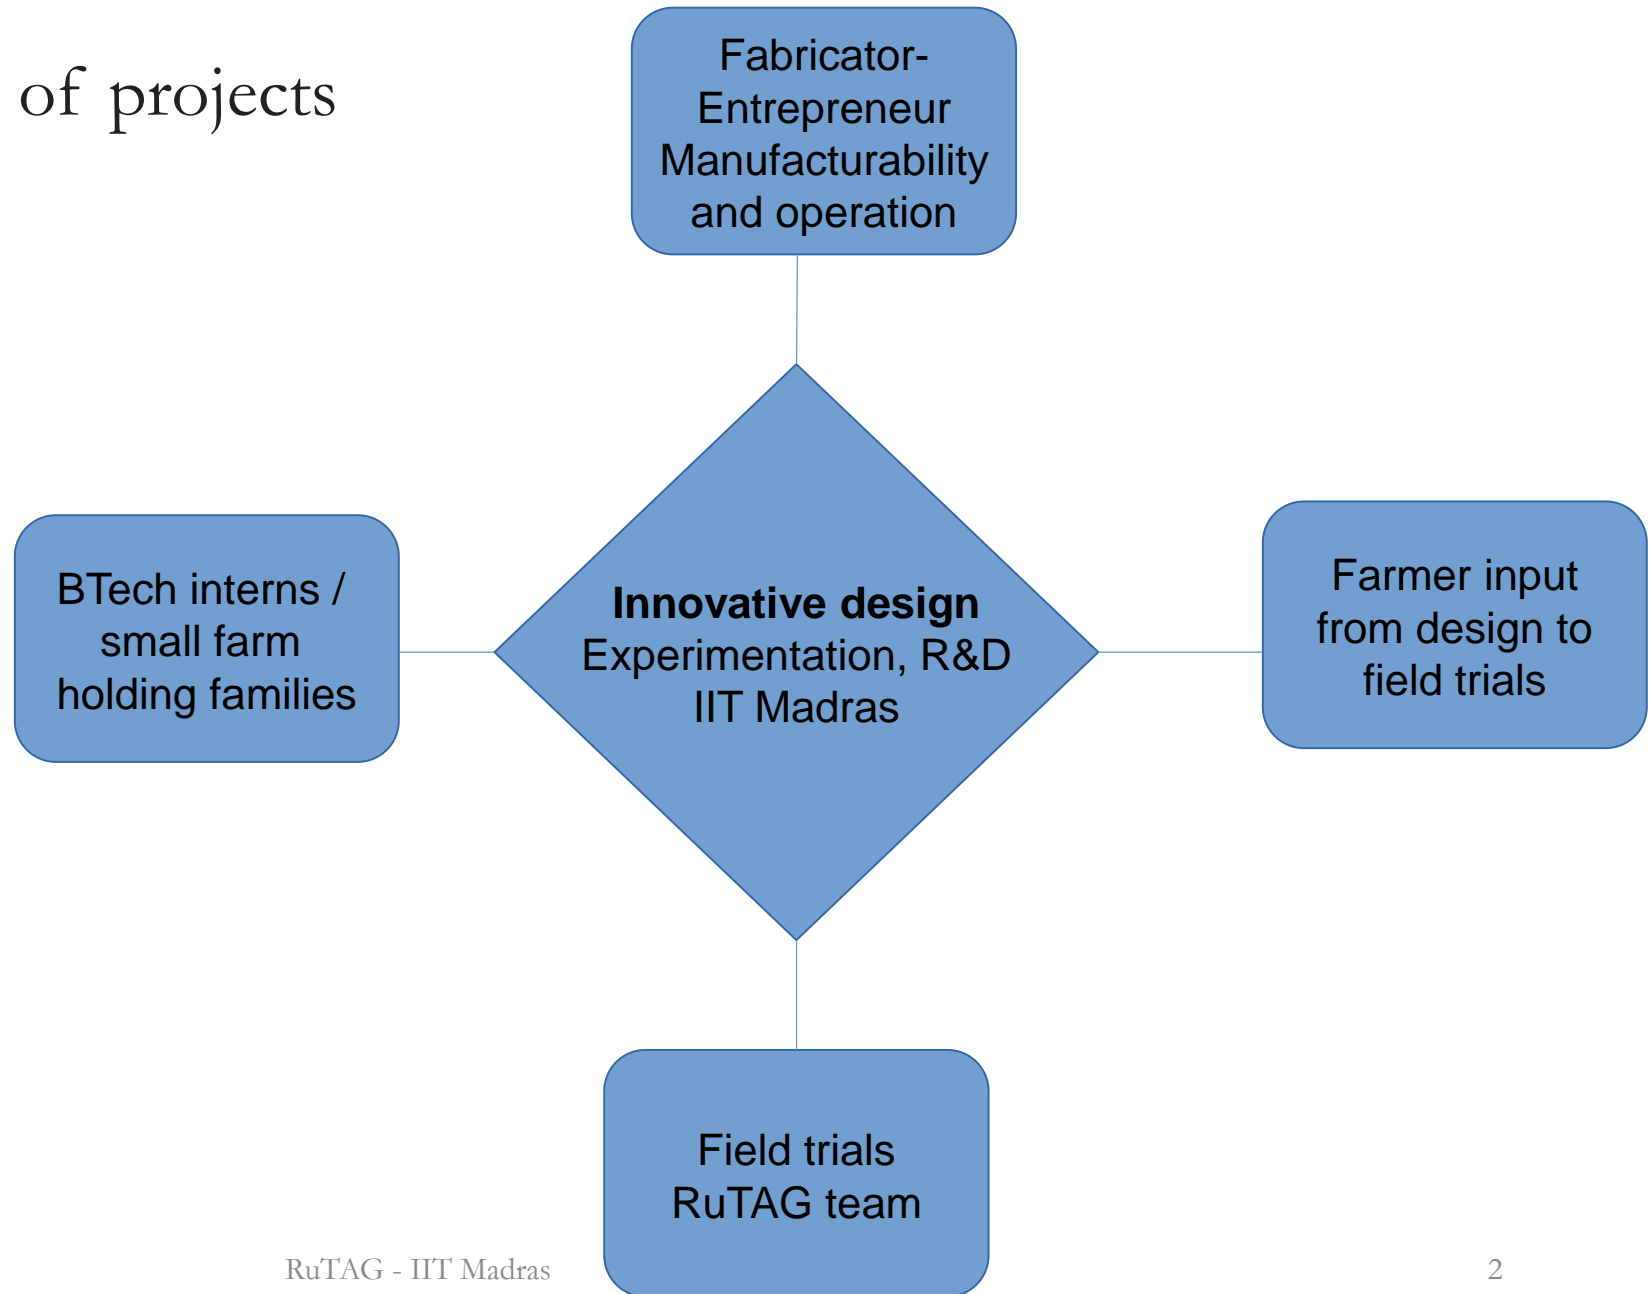 of projects
Fabricator-
Entrepreneur
Manufacturability
and operation
BTech interns /
small farm
holding families
Innovative design
Experimentation, R&D
IIT Madras
Farmer input
from design to
field trials
Field trials
RuTAG team
RuTAG - IIT Madras
2